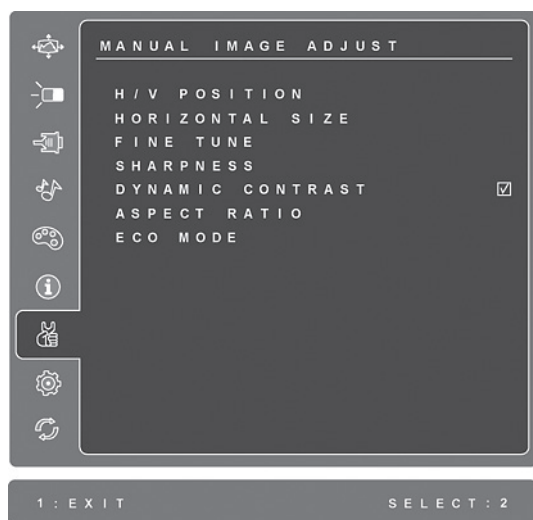 MANUAL IMAGE ADJUST
H/V POSITION
HORIZONTAL SIZE
FINE TUNE
SHARPNESS
DYNAMIC CONTRAST
ASPECT RATIO
ECO MODE
1:EXIT SELECT:2